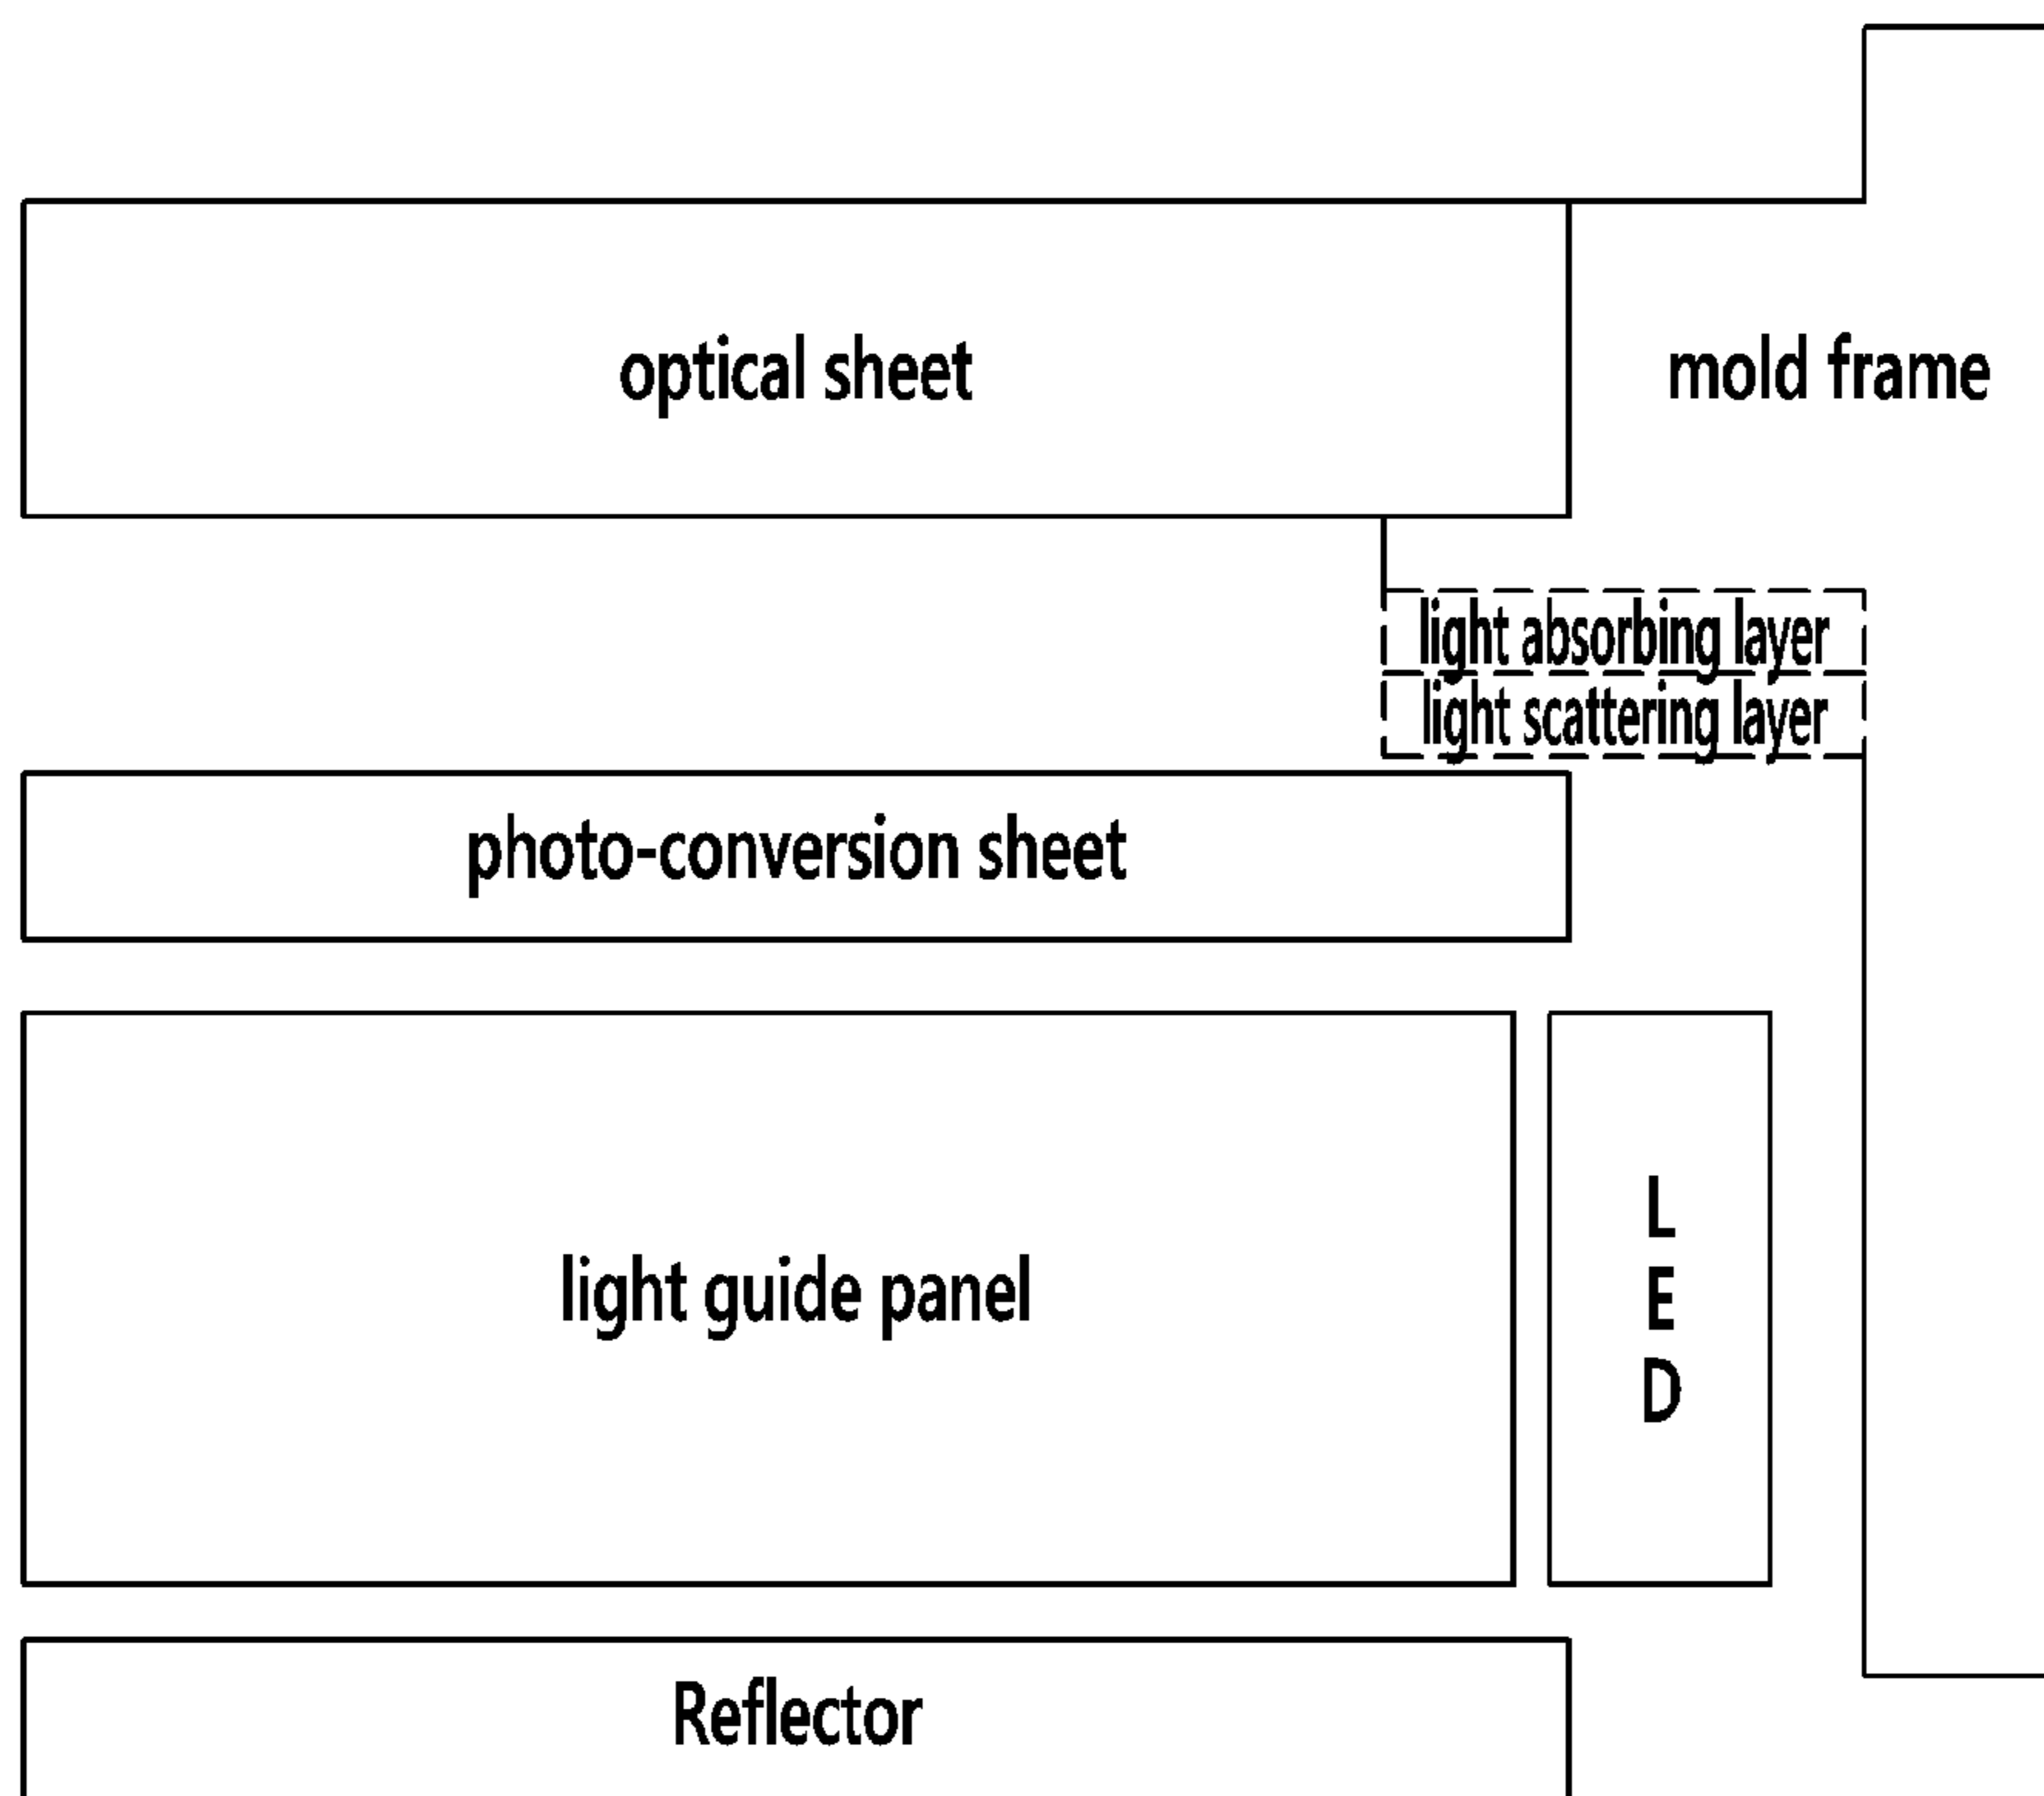 optical sheet
mold frame
light absorbing layer
light scattering layer
photo-conversion sheet
light guide panel
L
E
D
Reflector